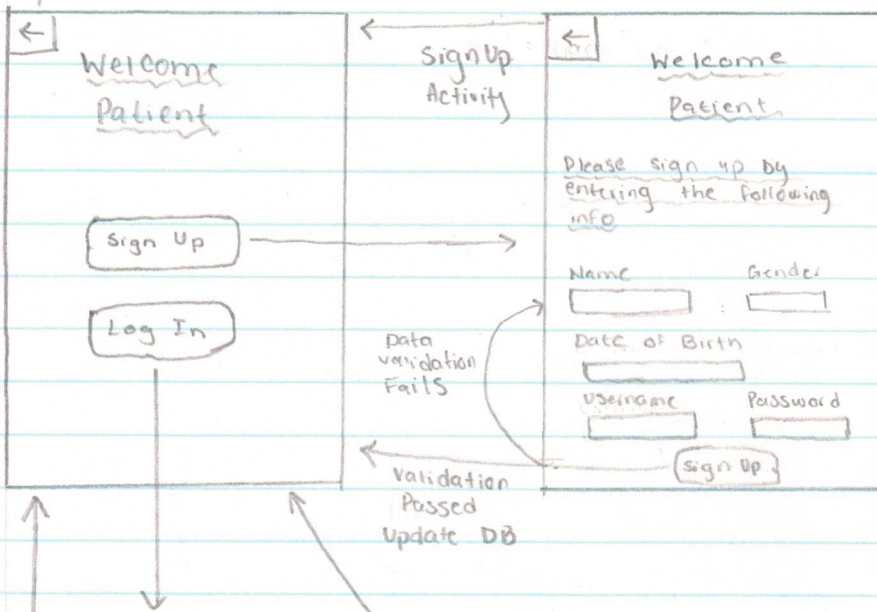 Welcome
Patient
Sign Up
Log In
Sign Up
Activity
Data
validation
Fails
Validation
Passed
Update DB
Welcome
Patient
Please sign up by
entering the following
info
Name Gender
Date of Birth
Username Password
Sign Up